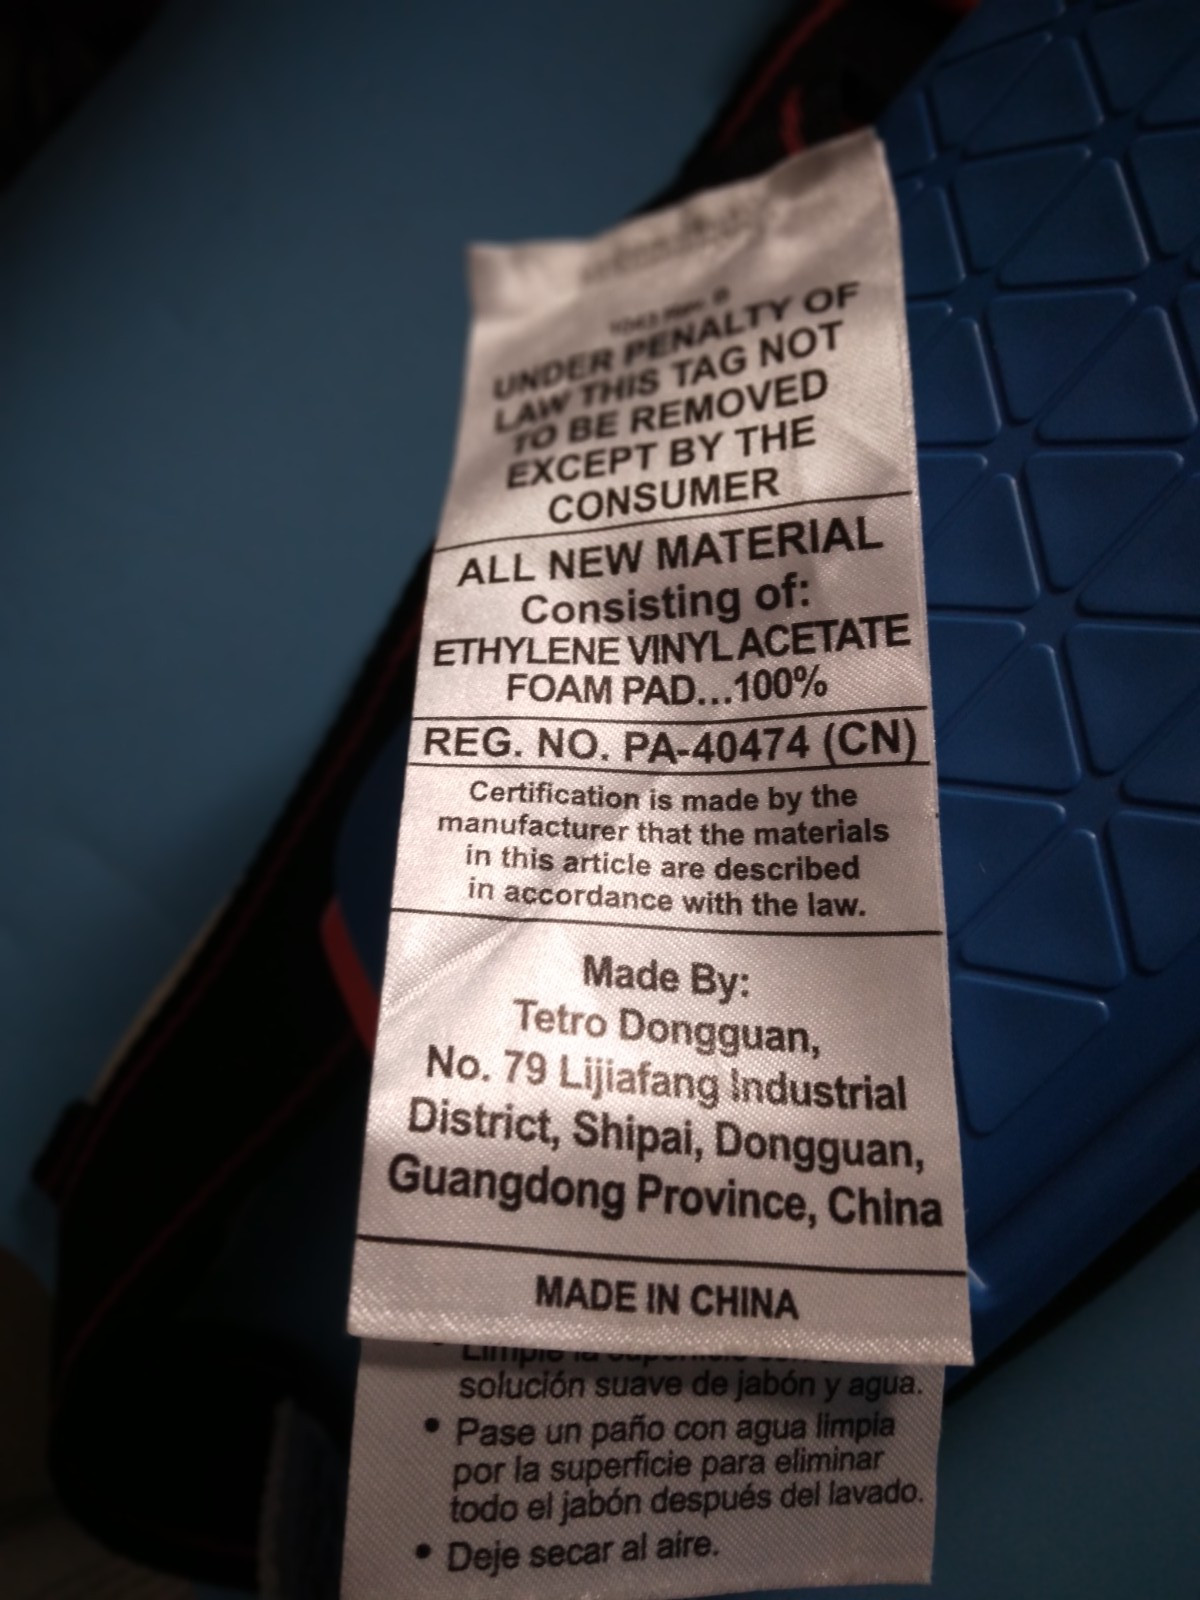 UNDER PENALTY OF
LAW THIS TAG NOT
TO BE REMOVED
EXCEPT BY THE
CONSUMER
ALL NEW MATERIAL
Consisting of:
ETHYLENE VINYL ACETATE
FOAM PAD...100%
REG. NO. PA-40474 (CN)
Certification is made by the
manufacturer that the materials
in this article are described
in accordance with the law.
Made By:
Tetro Dongguan,
No. 79 Lijiafang Industrial
District, Shipai, Dongguan,
Guangdong Province, China
MADE IN CHINA
Limpie la
solución suave de jabón y agua.
• Pase un paño con agua limpia
por la superficie para eliminar
todo el jabón después del lavado.
• Deje secar al aire.